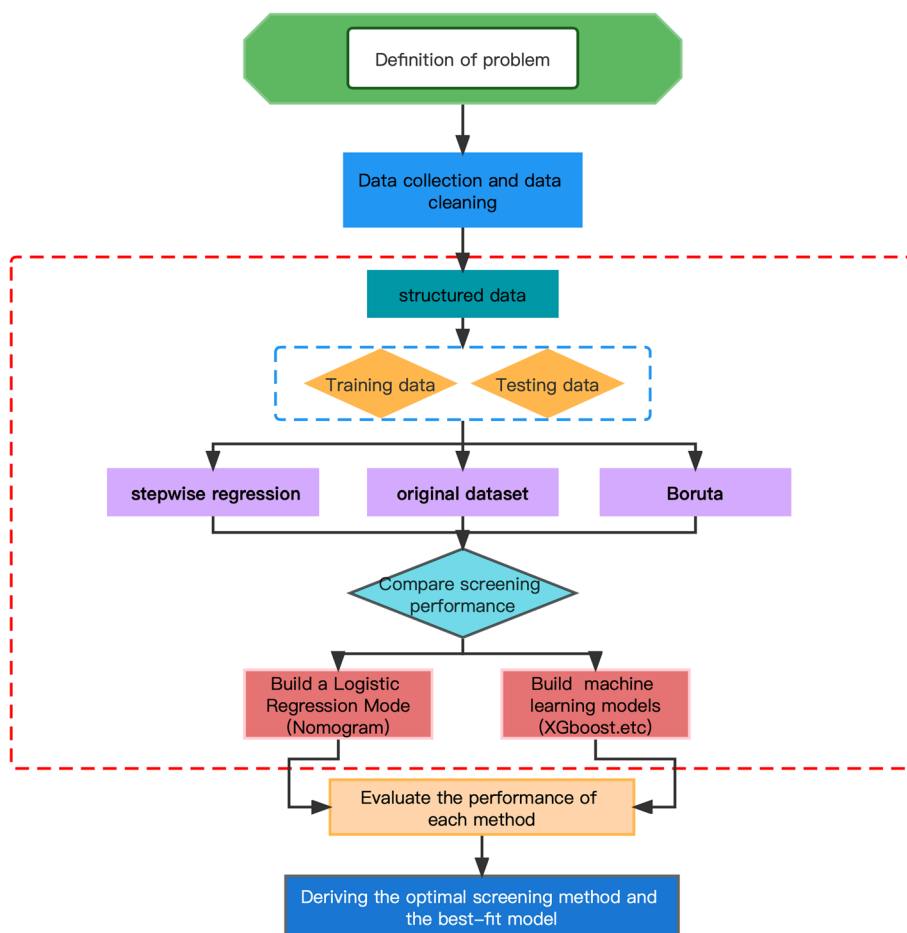 Definition of problem
Data collection and data
cleaning
structured data
Training data
Testing data
stepwise regression
original dataset
Boruta
Compare screening
performance
Build a Logistic
Regression Mode
(Nomogram)
Build machine
learning models
(XGboost.etc)
Evaluate the performance of
each method
Deriving the optimal screening method and
the best-fit model